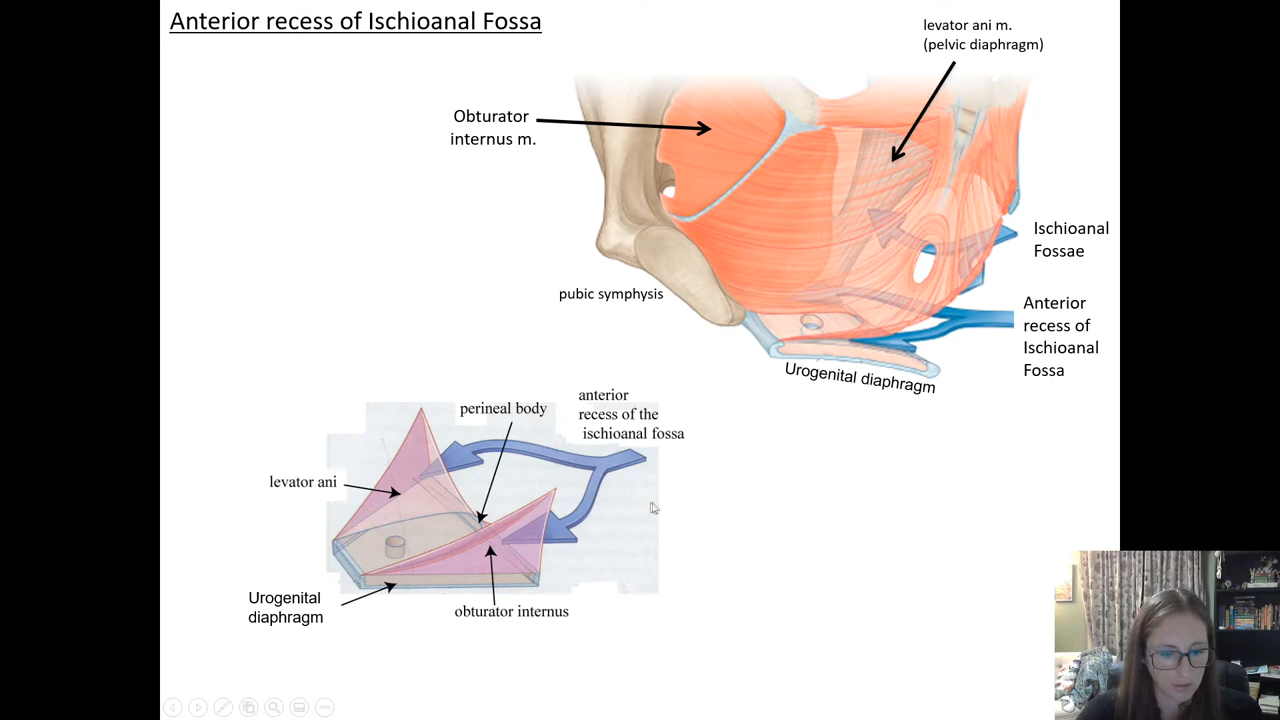 Anterior recess of Ischioanal Fossa
levator ani m.
(pelvic diaphragm)
Obturator
internus m.
Ischioanal
Fossae
pubic symphysis
Anterior
recess of
Ischioanal
Fossa
Urogenital diaphragm
anterior
recess of the
ischioanal fossa
perineal body
levator ani
Urogenital
diaphragm
obturator internus